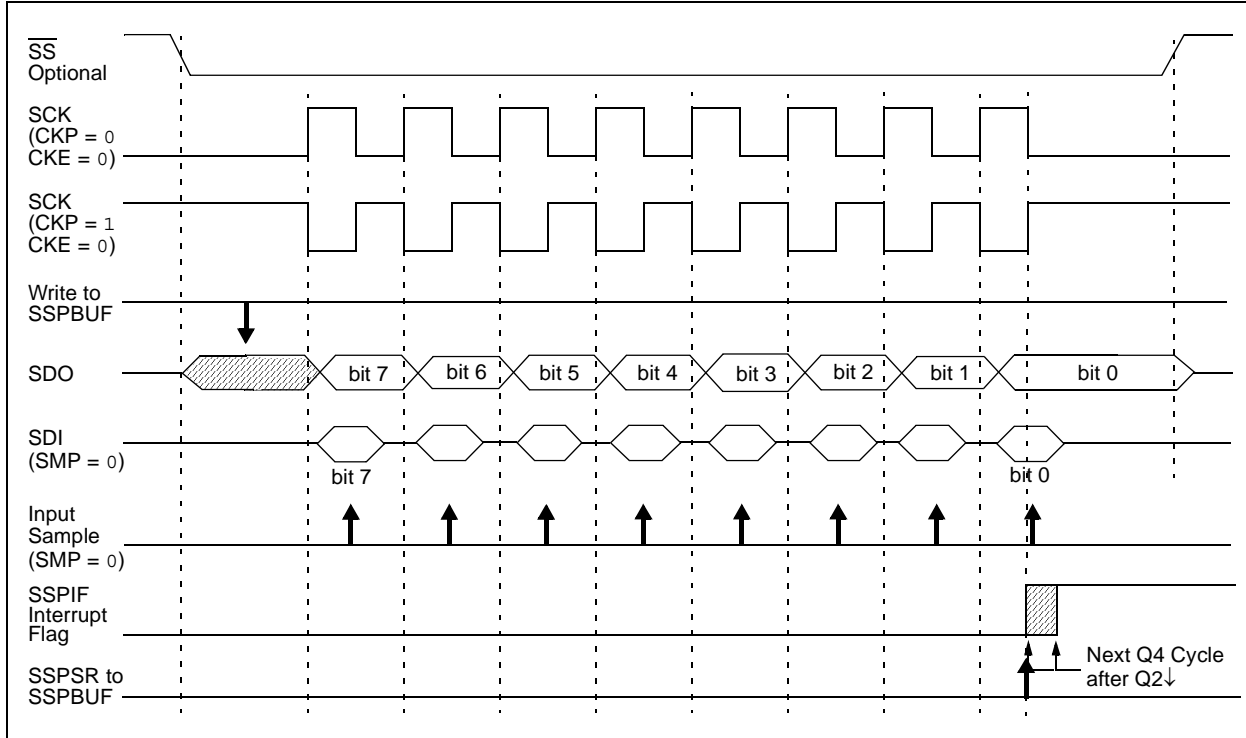 SS
Optional
SCK
(CKP = 0
CKE = 0)
SCK
(CKP = 1
CKE = 0)
Write to
SSPBUF
SDO
bit 7
bit 6
bit 5
bit 4
bit 3
bit 2
bit 1
bit 0
SDI
(SMP = 0)
bit 7
bit 0
Input
Sample
(SMP = 0)
SSPIF
Interrupt
Flag
SSPSR to
SSPBUF
Next Q4 Cycle
after Q2↓